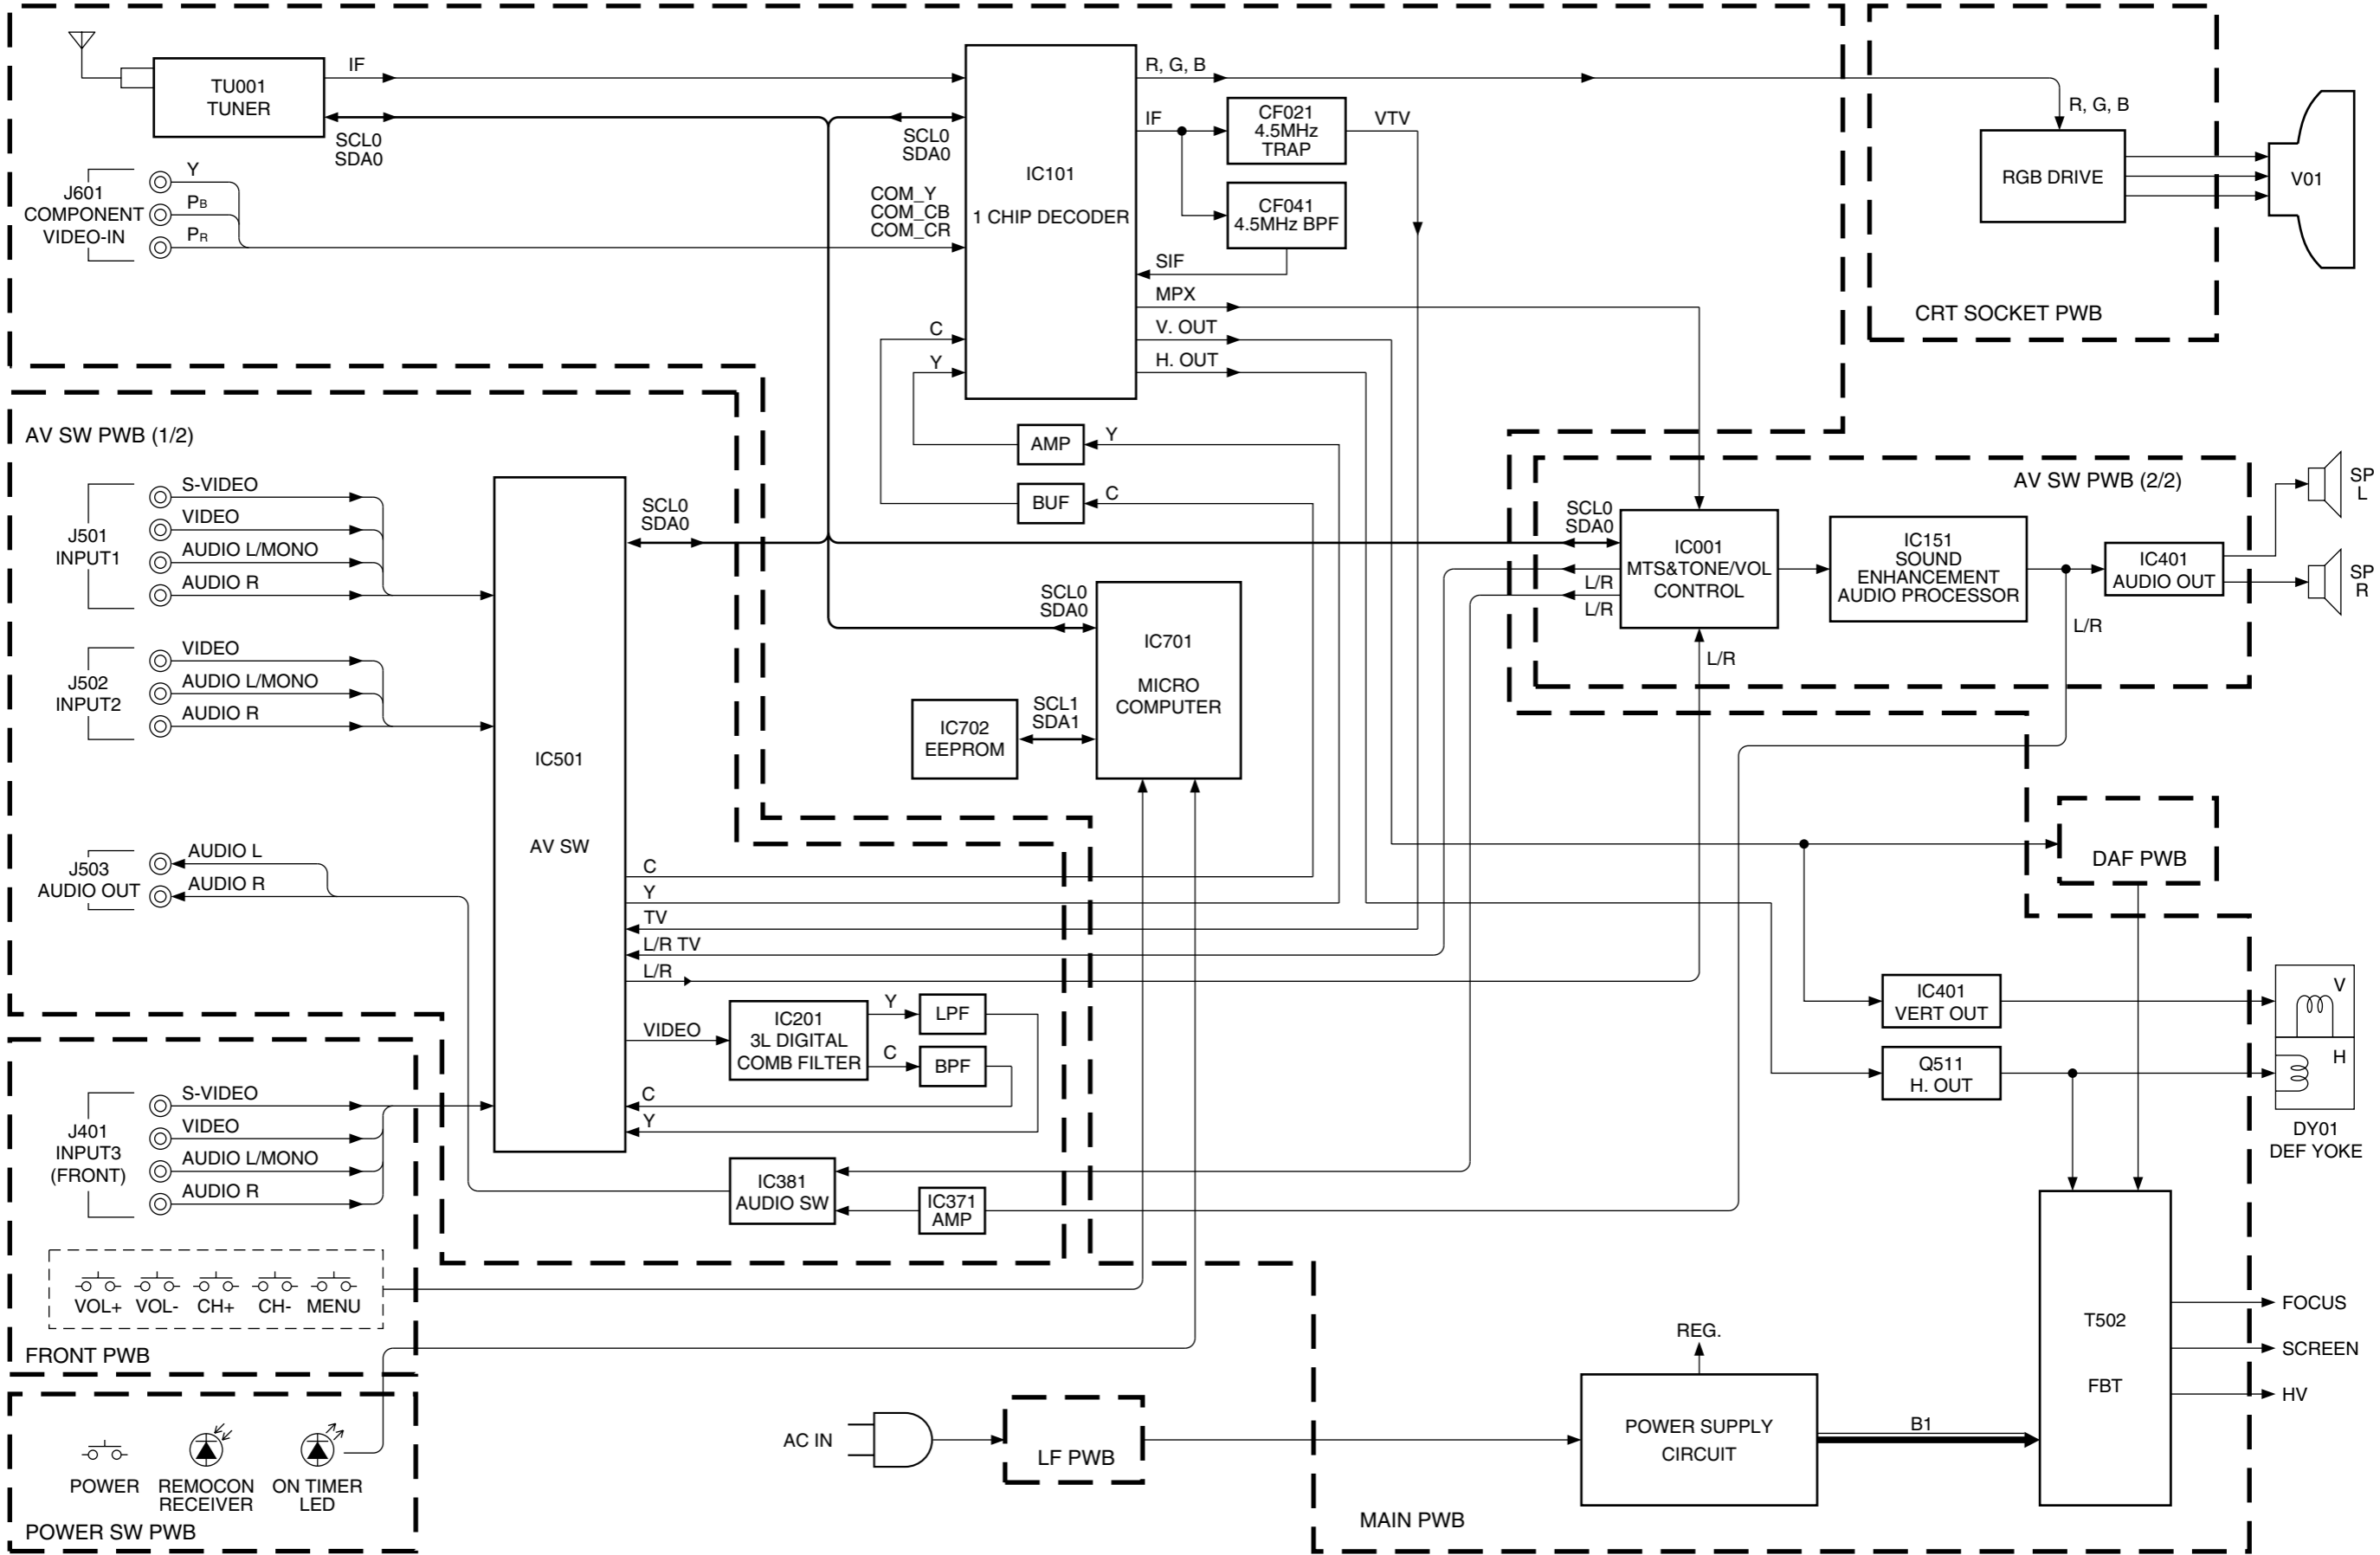 TU001
TUNER
IF
SCL0
SDA0
J601
COMPONENT
VIDEO-IN
Y
PB
PR
SCL0
SDA0
COM_Y
COM_CB
COM_CR
C
Y
IC101
1 CHIP DECODER
R, G, B
IF
CF021
4.5MHz
TRAP
VTV
CF041
4.5MHz BPF
SIF
MPX
V. OUT
H. OUT
R, G, B
RGB DRIVE
V01
CRT SOCKET PWB
AV SW PWB (1/2)
J501
INPUT1
S-VIDEO
VIDEO
AUDIO L/MONO
AUDIO R
J502
INPUT2
VIDEO
AUDIO L/MONO
AUDIO R
J503
AUDIO OUT
AUDIO L
AUDIO R
IC501
AV SW
SCL0
SDA0
AMP
Y
BUF
C
SCL0
SDA0
IC701
MICRO
COMPUTER
IC702
EEPROM
SCL1
SDA1
AV SW PWB (2/2)
SCL0
SDA0
L/R
L/R
IC001
MTS&TONE/VOL
CONTROL
L/R
IC151
SOUND
ENHANCEMENT
AUDIO PROCESSOR
IC401
AUDIO OUT
L/R
SP
L
SP
R
C
Y
TV
L/R TV
L/R
VIDEO
IC201
3L DIGITAL
COMB FILTER
Y
LPF
C
BPF
C
Y
IC381
AUDIO SW
IC371
AMP
DAF PWB
IC401
VERT OUT
Q511
H. OUT
V
H
DY01
DEF YOKE
J401
INPUT3
(FRONT)
S-VIDEO
VIDEO
AUDIO L/MONO
AUDIO R
VOL+
VOL-
CH+
CH-
MENU
FRONT PWB
POWER
REMOCON
RECEIVER
ON TIMER
LED
POWER SW PWB
AC IN
LF PWB
REG.
POWER SUPPLY
CIRCUIT
B1
T502
FBT
FOCUS
SCREEN
HV
MAIN PWB